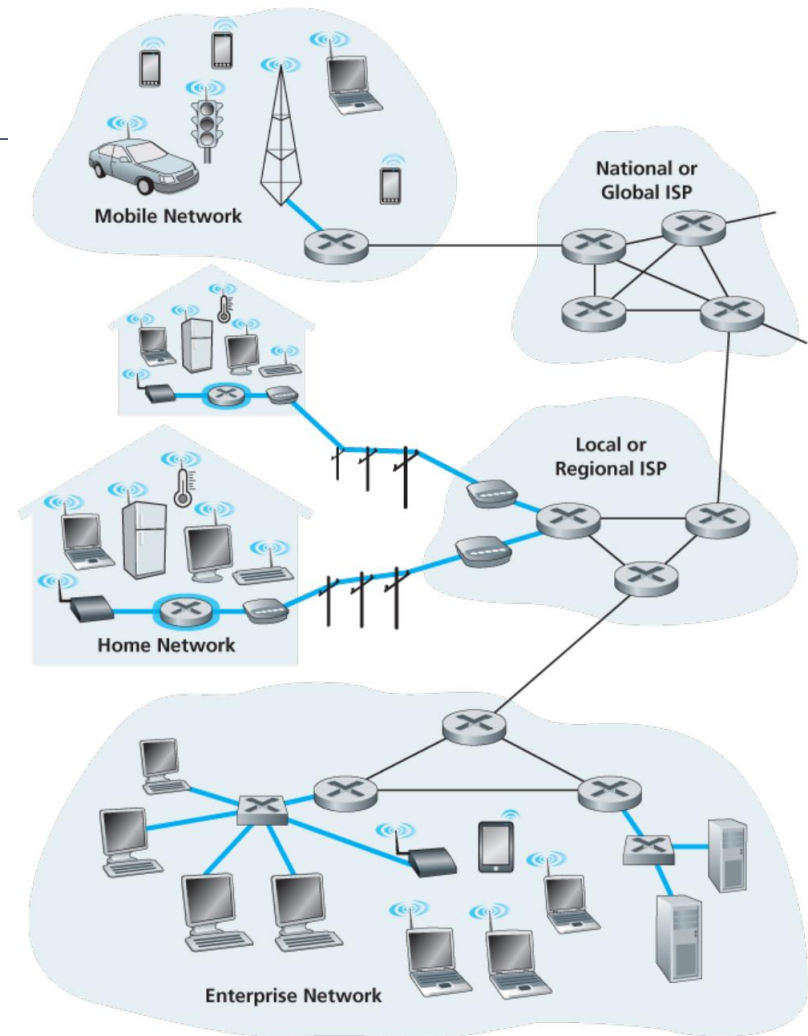 Mobile Network
National or
Global ISP
Local or
Regional ISP
Home Network
Enterprise Network